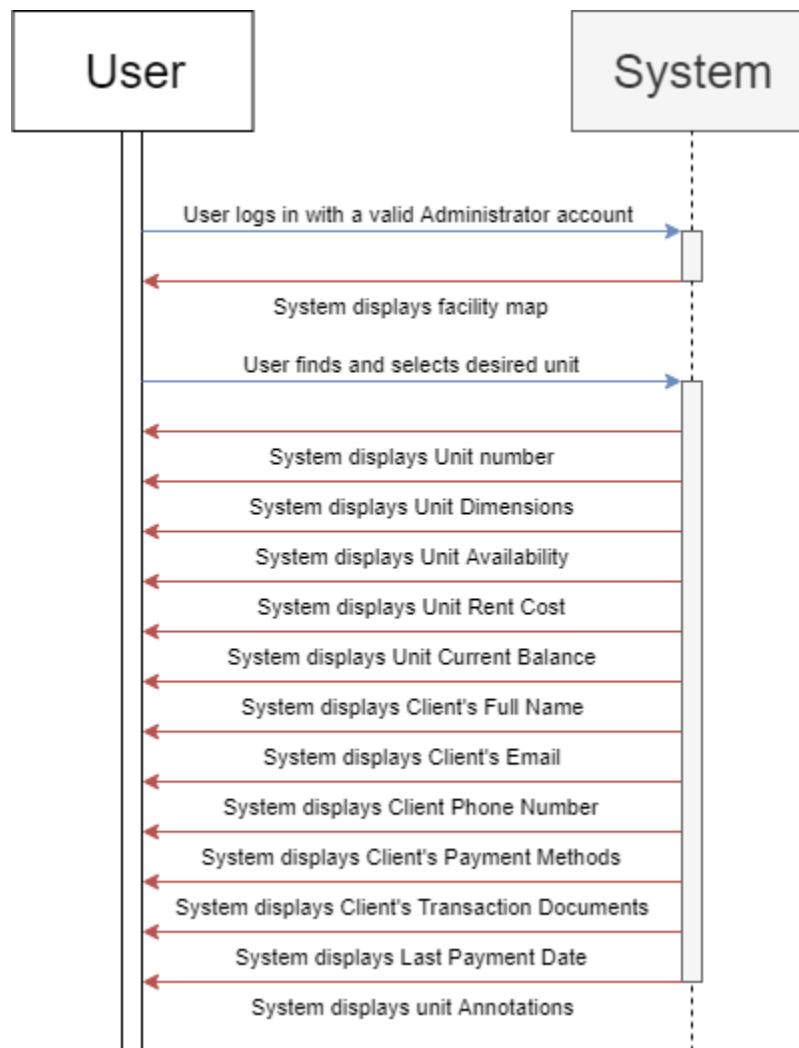 User
System
User logs in with a valid Administrator account
System displays facility map
User finds and selects desired unit
System displays Unit number
System displays Unit Dimensions
System displays Unit Availability
System displays Unit Rent Cost
System displays Unit Current Balance
System displays Client's Full Name
System displays Client's Email
System displays Client Phone Number
System displays Client's Payment Methods
System displays Client's Transaction Documents
System displays Last Payment Date
System displays unit Annotations